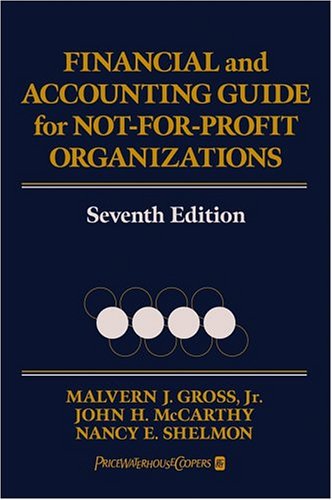 FINANCIAL and
ACCOUNTING GUIDE
for NOT-FOR-PROFIT
ORGANIZATIONS
Seventh Edition
MALVERN J. GROSS, Jr.
JOHN H. McCARTHY
NANCY E. SHELMON
PRICEWATERHOUSECOOPERS